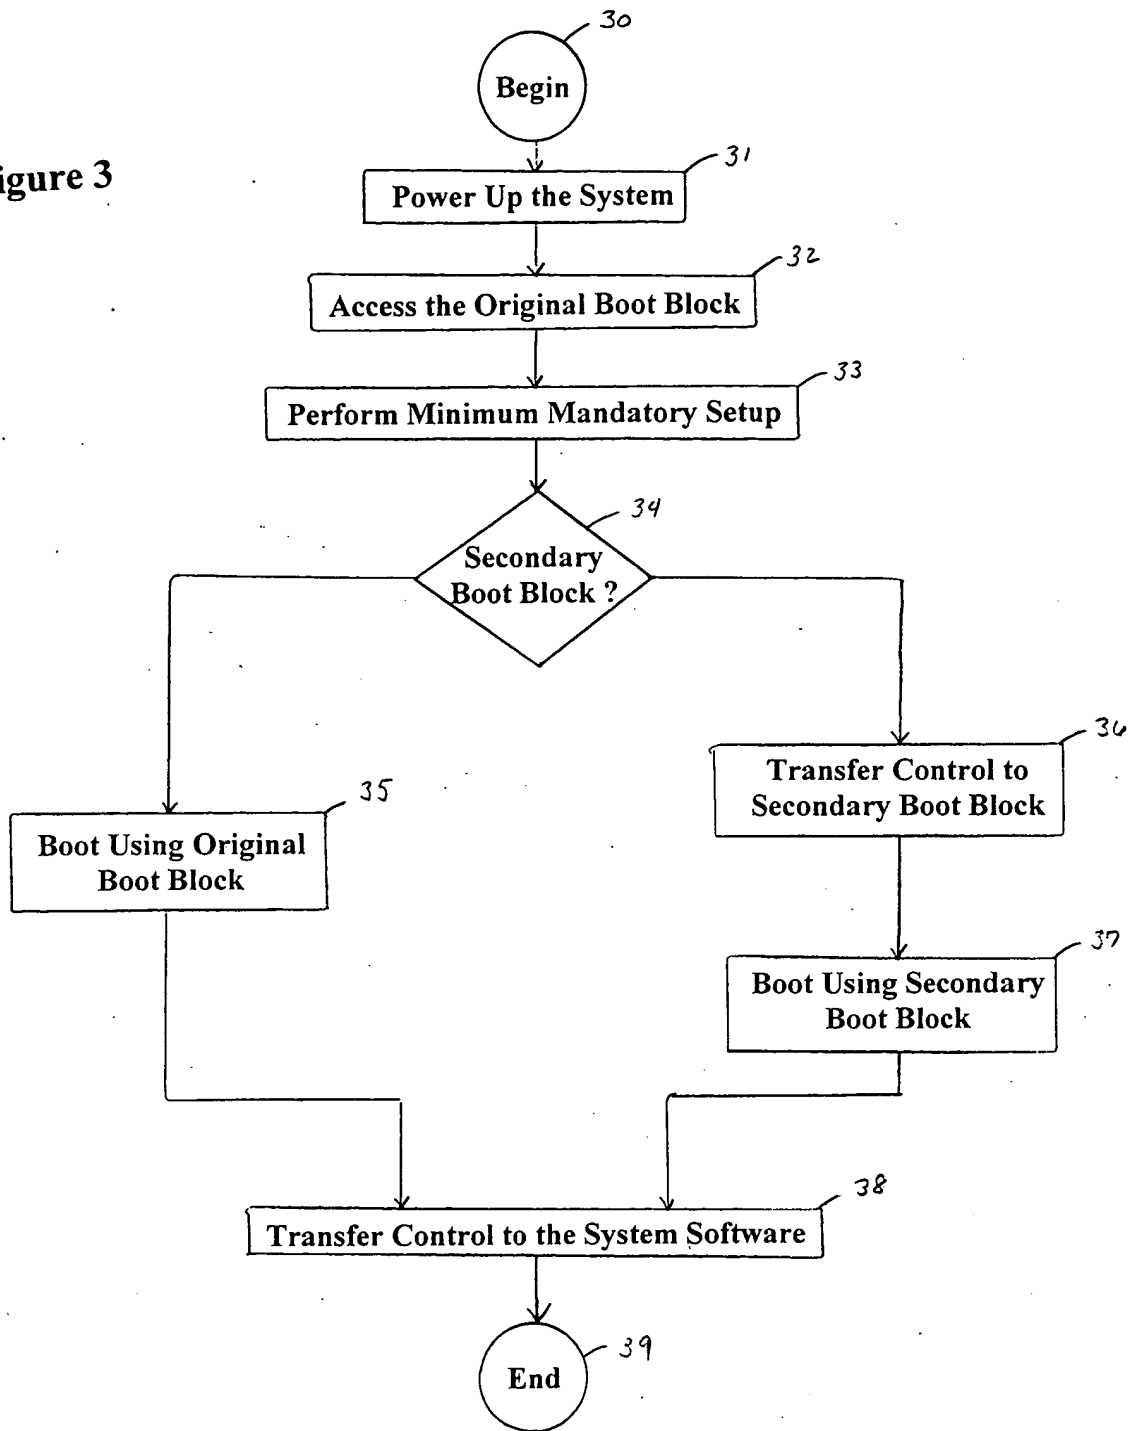 30
Begin
igure 3
31
Power Up the System
32
Access the Original Boot Block
33
Perform Minimum Mandatory Setup
34
Secondary
Boot Block ?
36
Transfer Control to
Secondary Boot Block
35
Boot Using Original
Boot Block
37
Boot Using Secondary
Boot Block
38
Transfer Control to the System Software
39
End